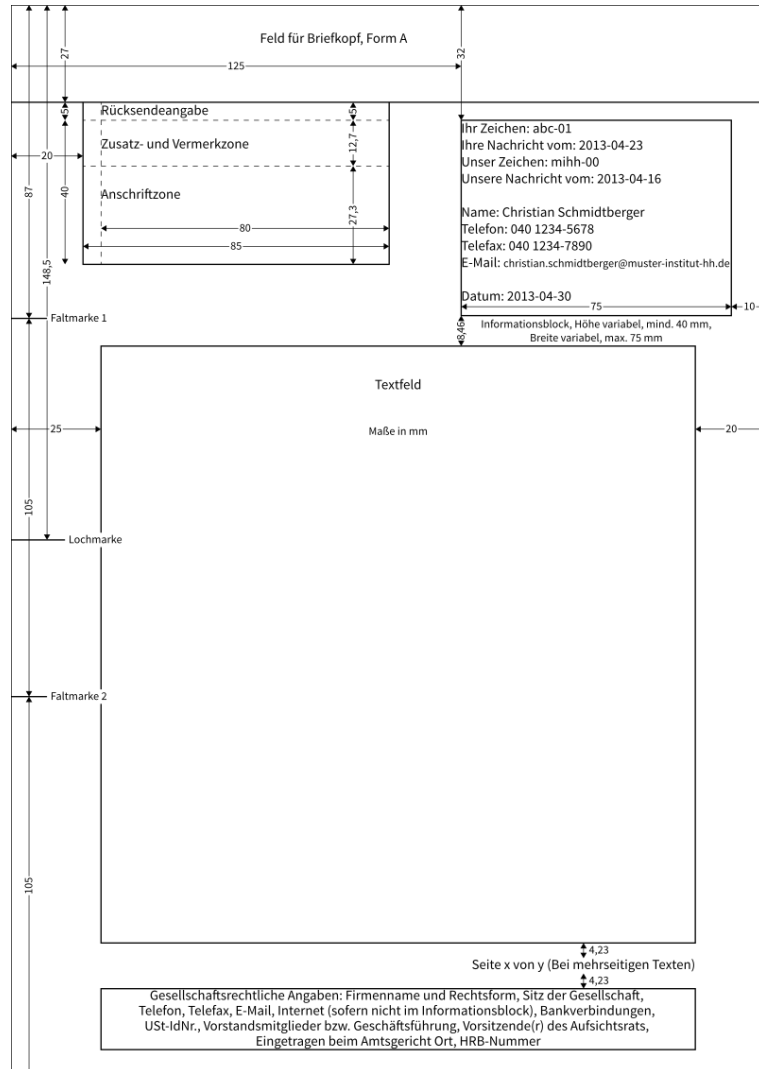 Feld für Briefkopf, Form A
27
32
125
5
Rücksendeangabe
5
Zusatz- und Vermerkzone
12,7
20
87
40
Anschriftzone
27,3
80
85
148,5
Ihr Zeichen: abc-01
Ihre Nachricht vom: 2013-04-23
Unser Zeichen: mihh-00
Unsere Nachricht vom: 2013-04-16
Name: Christian Schmidtberger
Telefon: 040 1234-5678
Telefax: 040 1234-7890
E-Mail: christian.schmidtberger@muster-institut-hh.de
Datum: 2013-04-30
75
10
Faltmarke 1
8,46
Informationsblock, Höhe variabel, mind. 40 mm,
Breite variabel, max. 75 mm
Textfeld
Maße in mm
25
20
105
Lochmarke
Faltmarke 2
105
4,23
Seite x von y (Bei mehrseitigen Texten)
4,23
Gesellschaftsrechtliche Angaben: Firmenname und Rechtsform, Sitz der Gesellschaft,
Telefon, Telefax, E-Mail, Internet (sofern nicht im Informationsblock), Bankverbindungen,
USt-IdNr., Vorstandsmitglieder bzw. Geschäftsführung, Vorsitzende(r) des Aufsichtsrats,
Eingetragen beim Amtsgericht Ort, HRB-Nummer